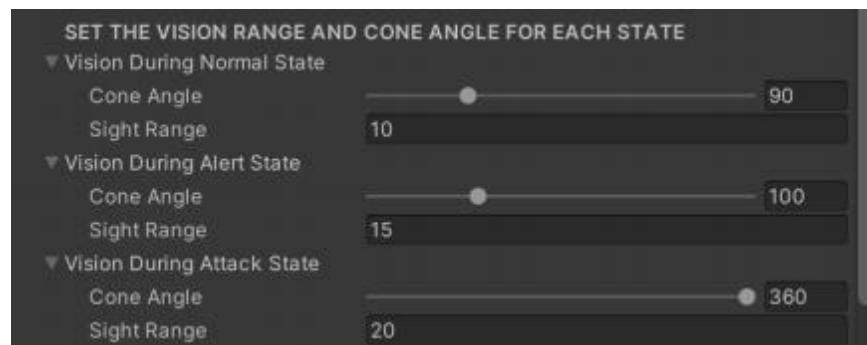 SET THE VISION RANGE AND CONE ANGLE FOR EACH STATE
Vision During Normal State
Cone Angle 90
Sight Range 10
Vision During Alert State
Cone Angle 100
Sight Range 15
Vision During Attack State
Cone Angle 360
Sight Range 20